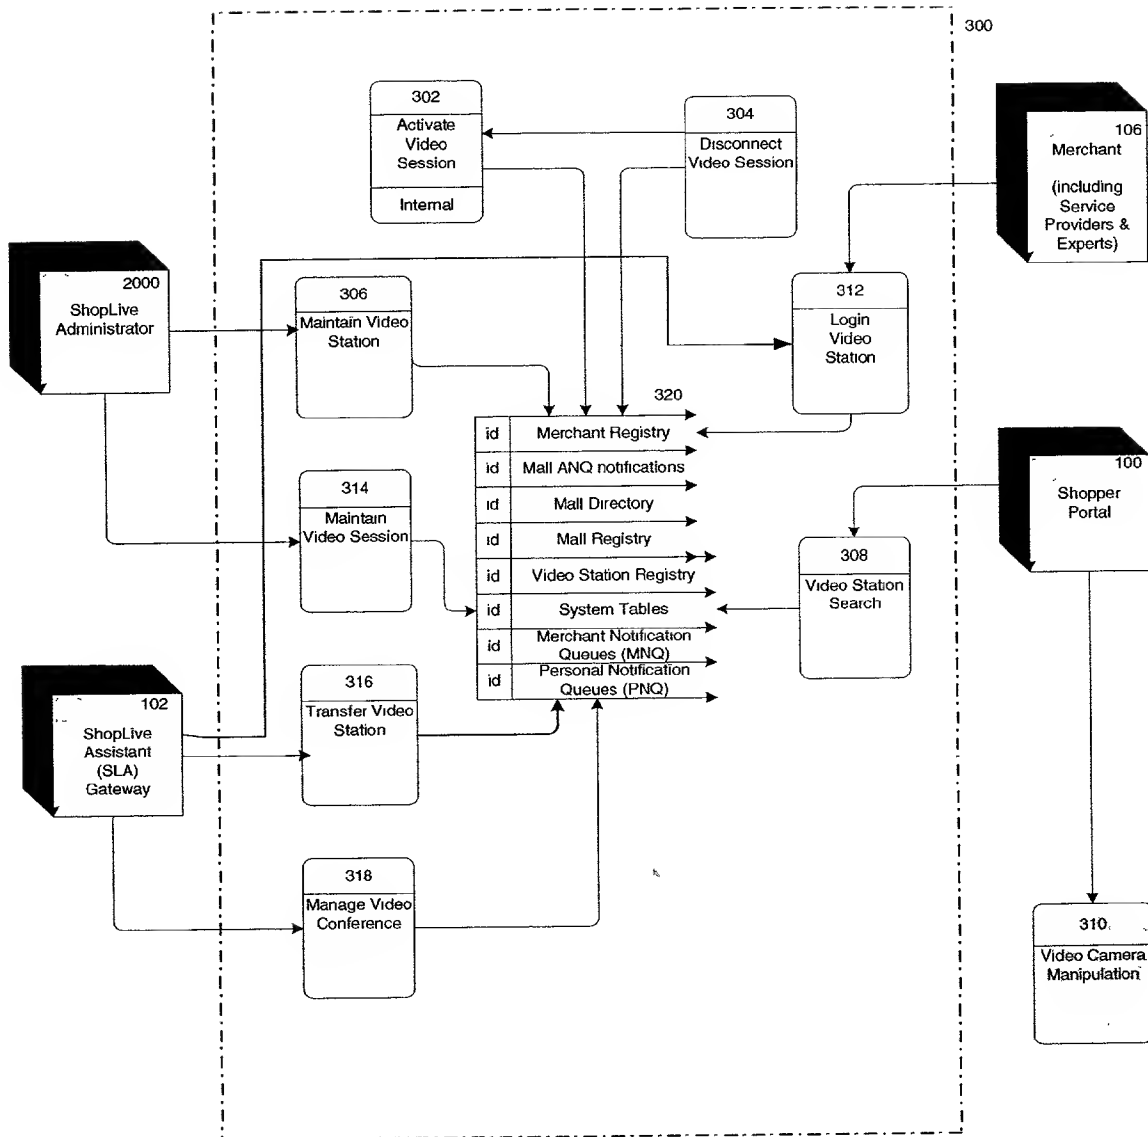 300
302
Activate
Video
Session
Internal
304
Disconnect
Video Session
106
Merchant
(including
Service
Providers &
Experts)
2000
ShopLive
Administrator
306
Maintain Video
Station
312
Login
Video
Station
320
id Merchant Registry
id Mall ANQ notifications
id Mall Directory
id Mall Registry
id Video Station Registry
id System Tables
id Merchant Notification
Queues (MNQ)
id Personal Notification
Queues (PNQ)
314
Maintain
Video Session
100
Shopper
Portal
308
Video Station
Search
102
ShopLive
Assistant
(SLA)
Gateway
316
Transfer Video
Station
318
Manage Video
Conference
310
Video Camera
Manipulation